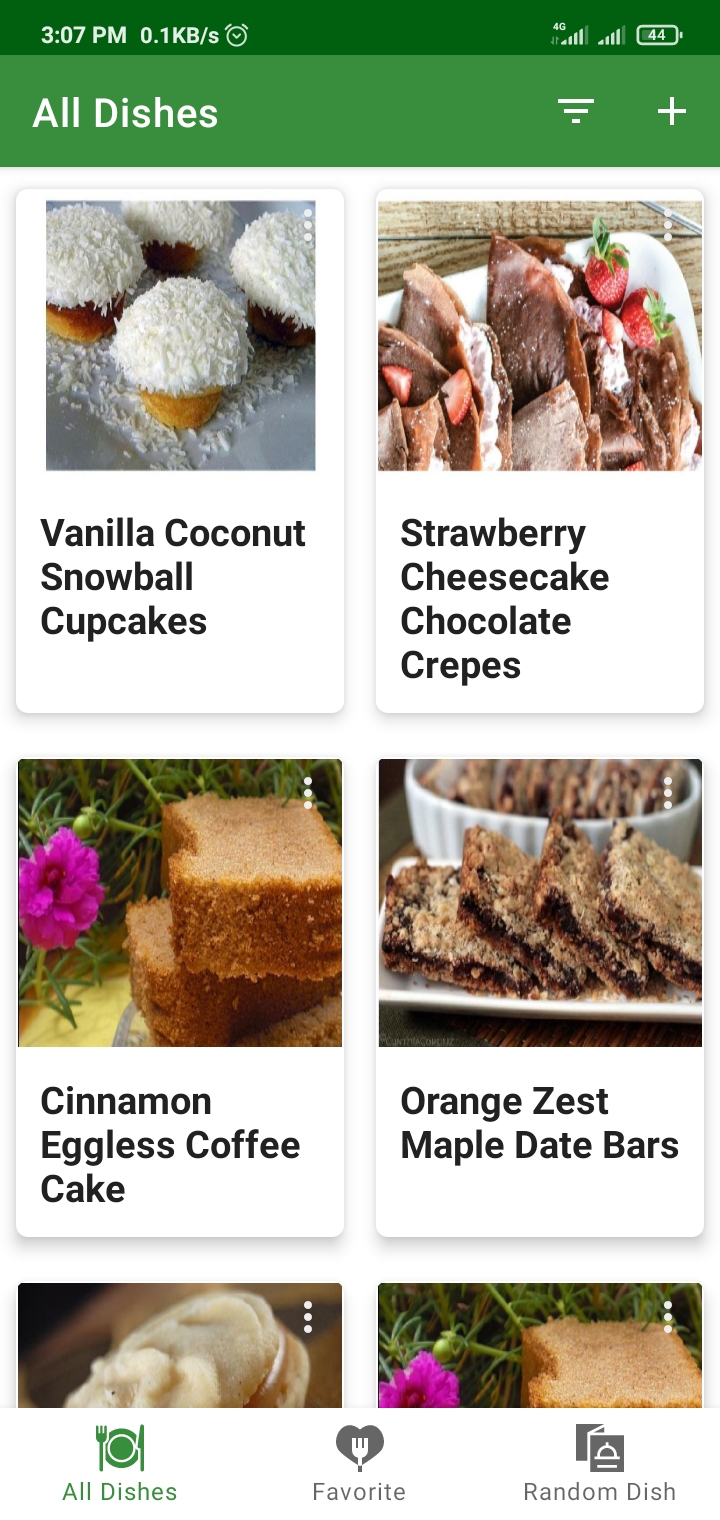 3:07 PM 0.1KB/s 4G 44
All Dishes
Vanilla Coconut
Snowball
Cupcakes
Strawberry
Cheesecake
Chocolate
Crepes
Cinnamon
Eggless Coffee
Cake
Orange Zest
Maple Date Bars
All Dishes
Favorite
Random Dish